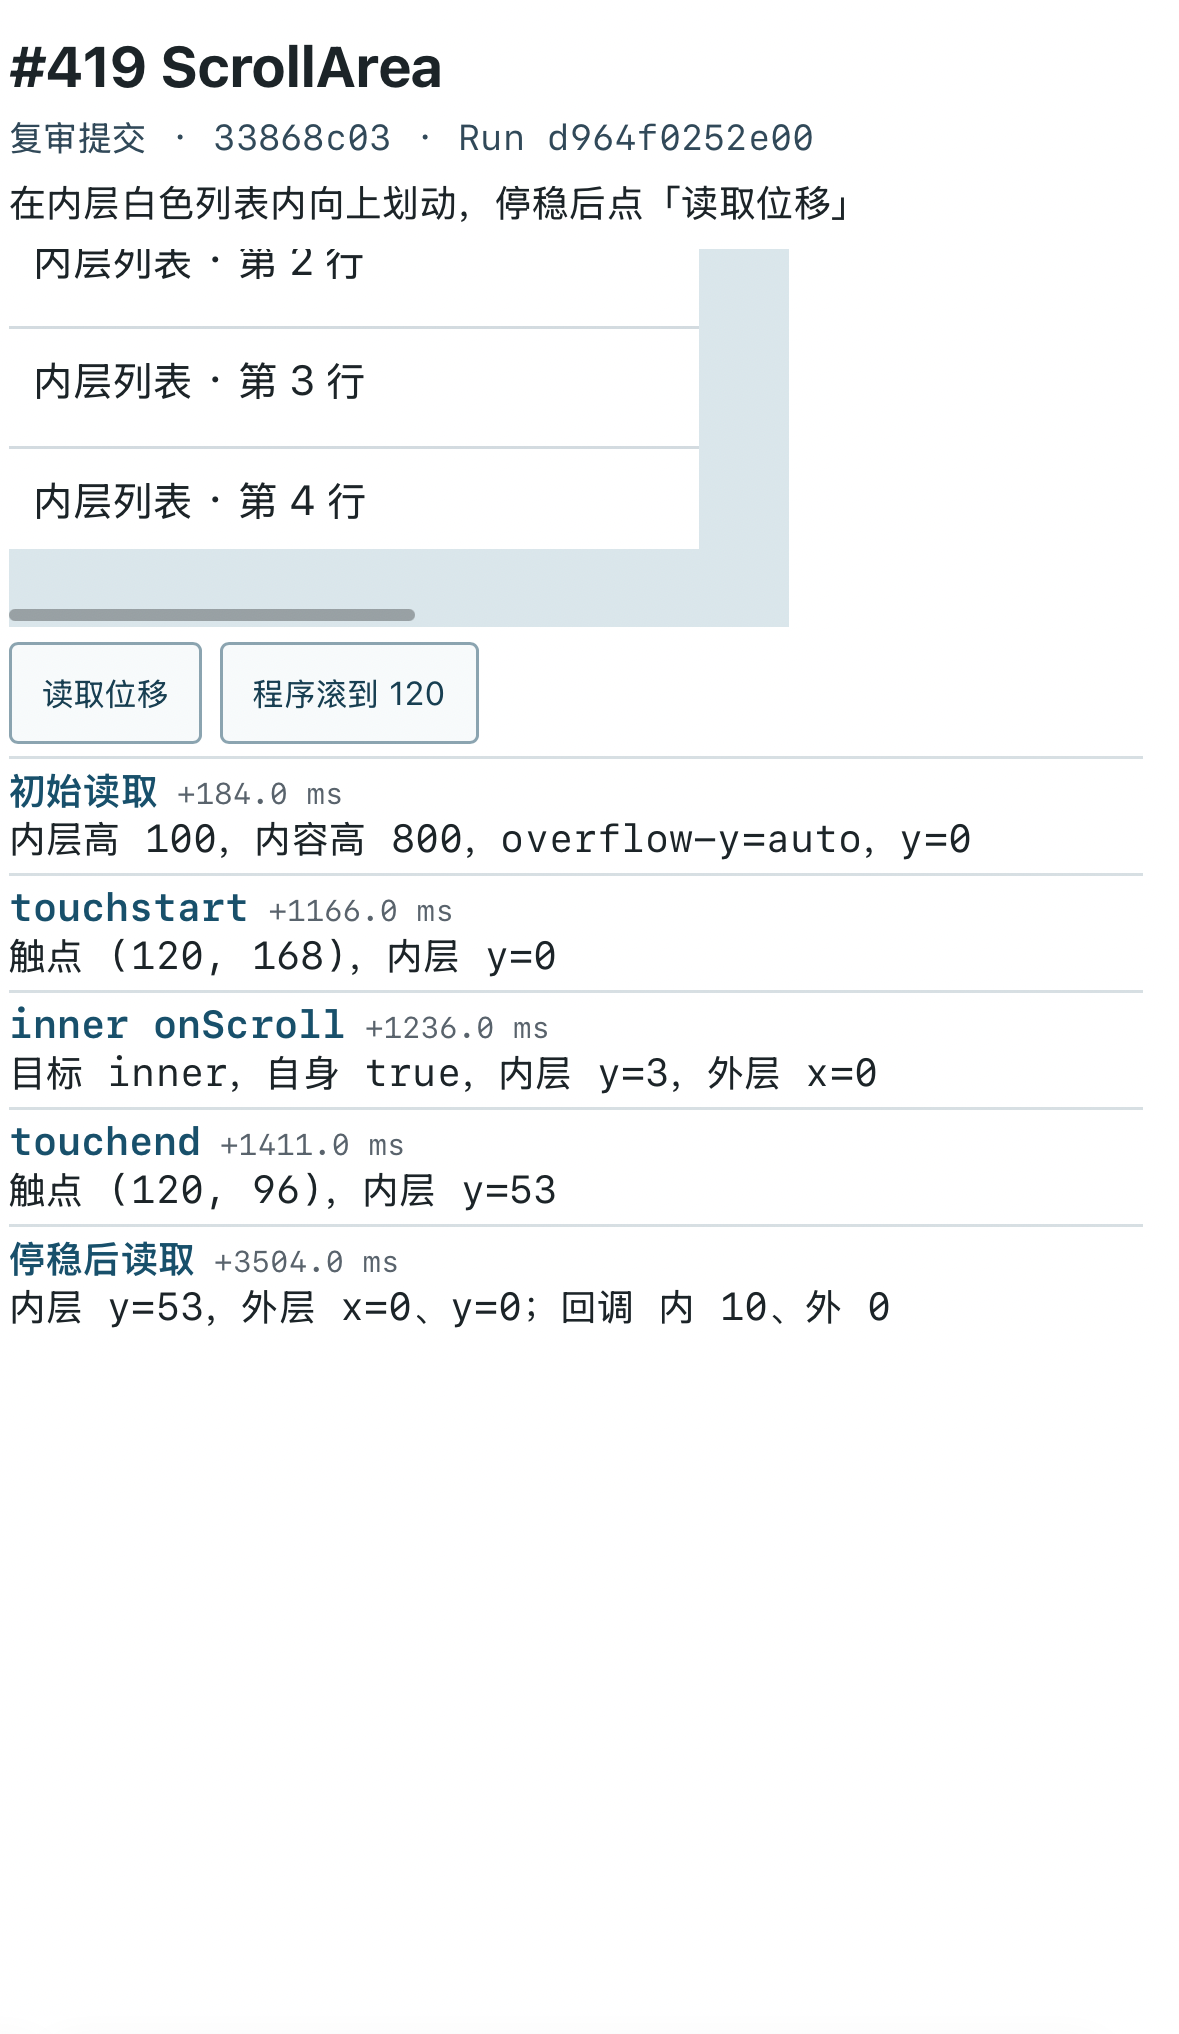 #419 ScrollArea
复审提交 · 33868c03 · Run d964f0252e00
在内层白色列表内向上划动，停稳后点「读取位移」
内层列表 · 第 2 行
内层列表 · 第 3 行
内层列表 · 第 4 行
读取位移
程序滚到 120
初始读取 +184.0 ms
内层高 100，内容高 800，overflow-y=auto，y=0
touchstart +1166.0 ms
触点 (120, 168)，内层 y=0
inner onScroll +1236.0 ms
目标 inner，自身 true，内层 y=3，外层 x=0
touchend +1411.0 ms
触点 (120, 96)，内层 y=53
停稳后读取 +3504.0 ms
内层 y=53，外层 x=0、y=0；回调 内 10、外 0